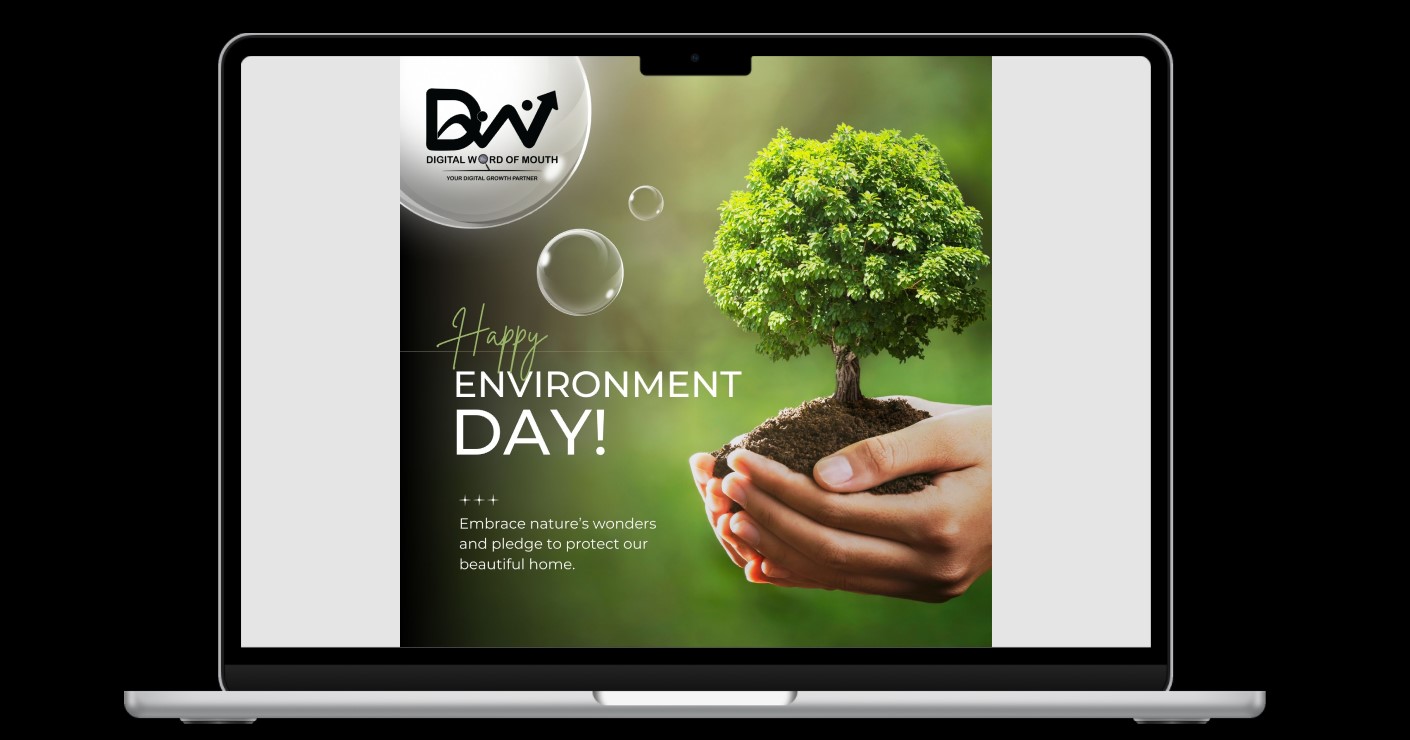 DW
DIGITAL WORD OF MOUTH
YOUR DIGITAL GROWTH PARTNER
Happy
ENVIRONMENT
DAY!
Embrace nature's wonders
and pledge to protect our
beautiful home.